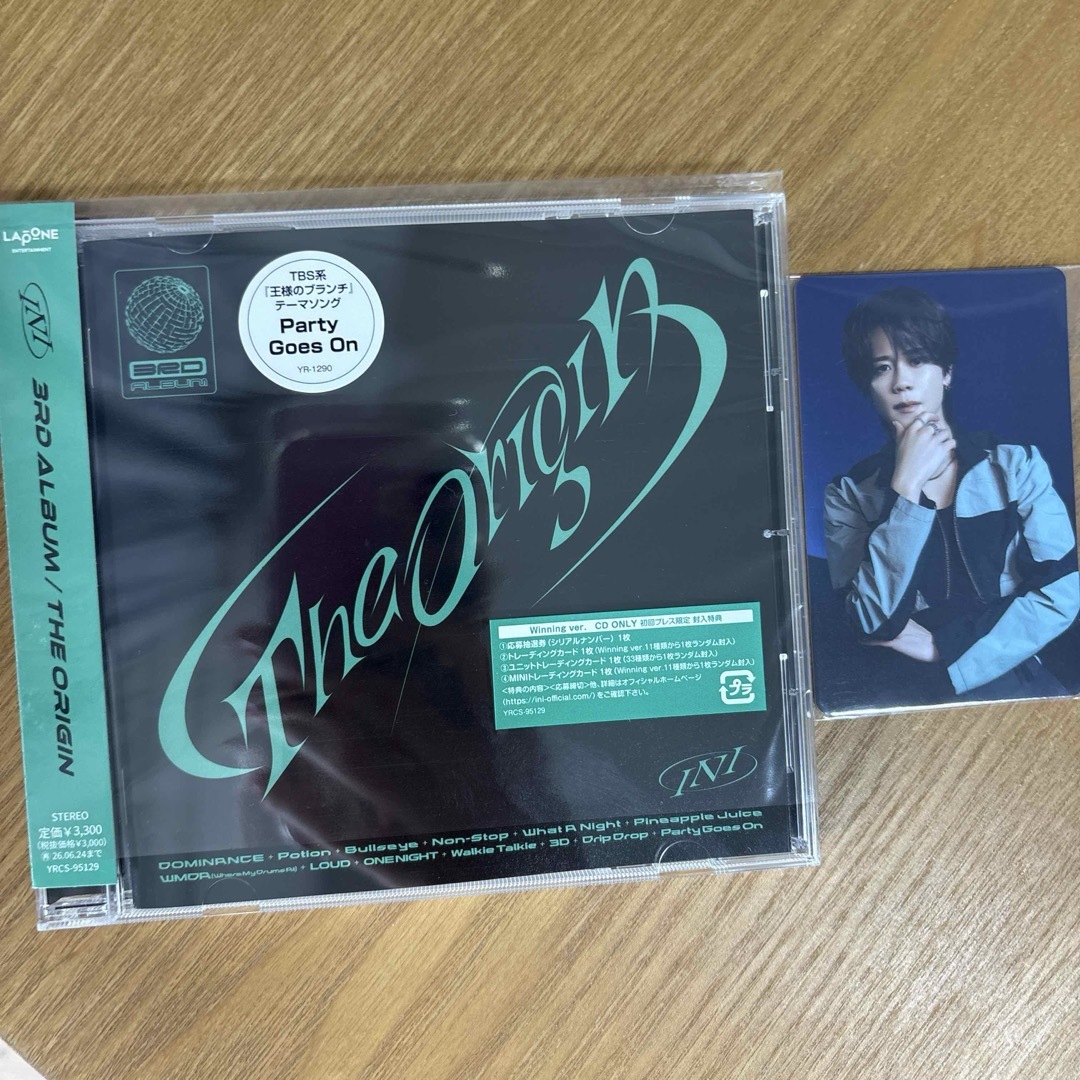 LAPONE
ENTERTAINMENT
INI
3RD ALBUM / THE ORIGIN
STEREO
定価¥3,300
(税抜価格¥3,000)
26.06.24まで
YRCS-95129
3RD
ALBUM
TBS系
『王様のブランチ』
テーマソング
Party
Goes On
YR-1290
The Origin
Winning ver. CD ONLY 初回プレス限定 封入特典
①応募抽選券(シリアルナンバー) 1枚
②トレーディングカード 1枚 (Winning ver.11種類から1枚ランダム封入)
③ユニットトレーディングカード 1枚 (33種類から1枚ランダム封入)
④MINIトレーディングカード 1枚 (Winning ver.11種類から1枚ランダム封入)
<特典の内容><応募締切>他、詳細はオフィシャルホームページ
(https://ini-official.com/)をご確認下さい。
YRCS-95129
プラ
INI
DOMINANCE + Potion + Bullseye + Non-Stop + What A Night + Pineapple Juice
WMDA (Where My Drums At) + LOUD + ONE NIGHT + Walkie Talkie + 3D + Drip Drop + Party Goes On